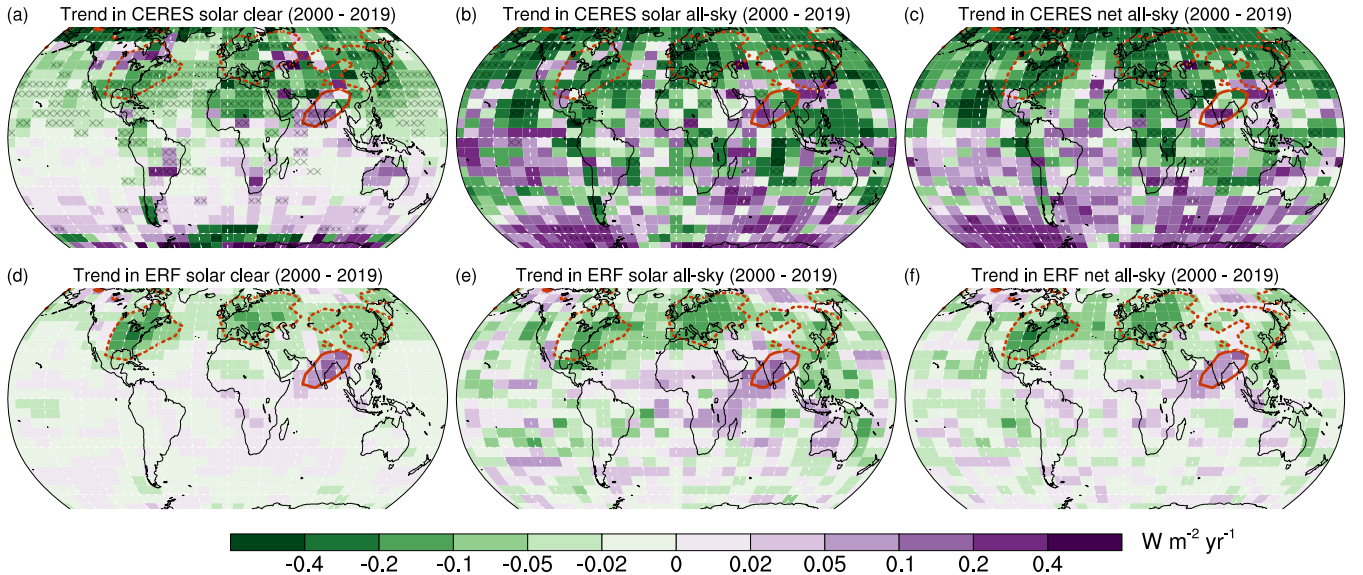 (a) Trend in CERES solar clear (2000 - 2019)
(b) Trend in CERES solar all-sky (2000 - 2019)
(c) Trend in CERES net all-sky (2000 - 2019)
(d) Trend in ERF solar clear (2000 - 2019)
(e) Trend in ERF solar all-sky (2000 - 2019)
(f) Trend in ERF net all-sky (2000 - 2019)
W m⁻² yr⁻¹
-0.4 -0.2 -0.1 -0.05 -0.02 0 0.02 0.05 0.1 0.2 0.4